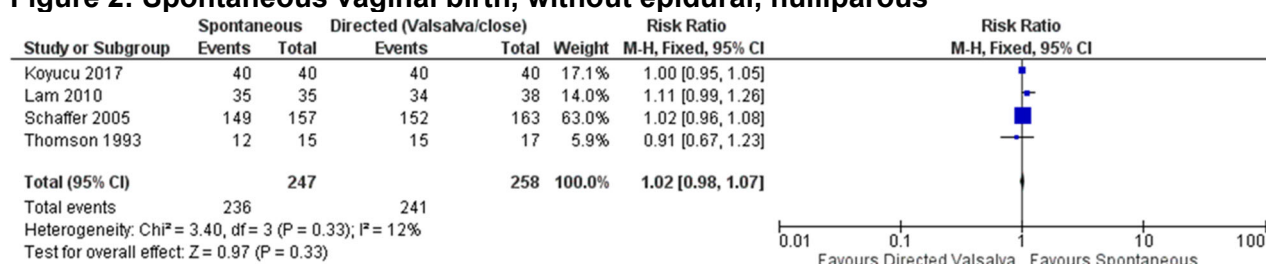 Figure 2: Spontaneous vaginal birth, without epidural, nulliparous
Spontaneous Directed (Valsalva/close) Risk Ratio Risk Ratio
Study or Subgroup Events Total Events Total Weight M-H, Fixed, 95% CI M-H, Fixed, 95% CI
Koyucu 2017 40 40 40 40 17.1% 1.00 [0.95, 1.05]
Lam 2010 35 35 34 38 14.0% 1.11 [0.99, 1.26]
Schaffer 2005 149 157 152 163 63.0% 1.02 [0.96, 1.08]
Thomson 1993 12 15 15 17 5.9% 0.91 [0.67, 1.23]
Total (95% CI) 247 258 100.0% 1.02 [0.98, 1.07]
Total events 236 241
Heterogeneity: Chi² = 3.40, df = 3 (P = 0.33); I² = 12%
Test for overall effect: Z = 0.97 (P = 0.33)
0.01 0.1 1 10 100
Favours Directed Valsalva Favours Spontaneous